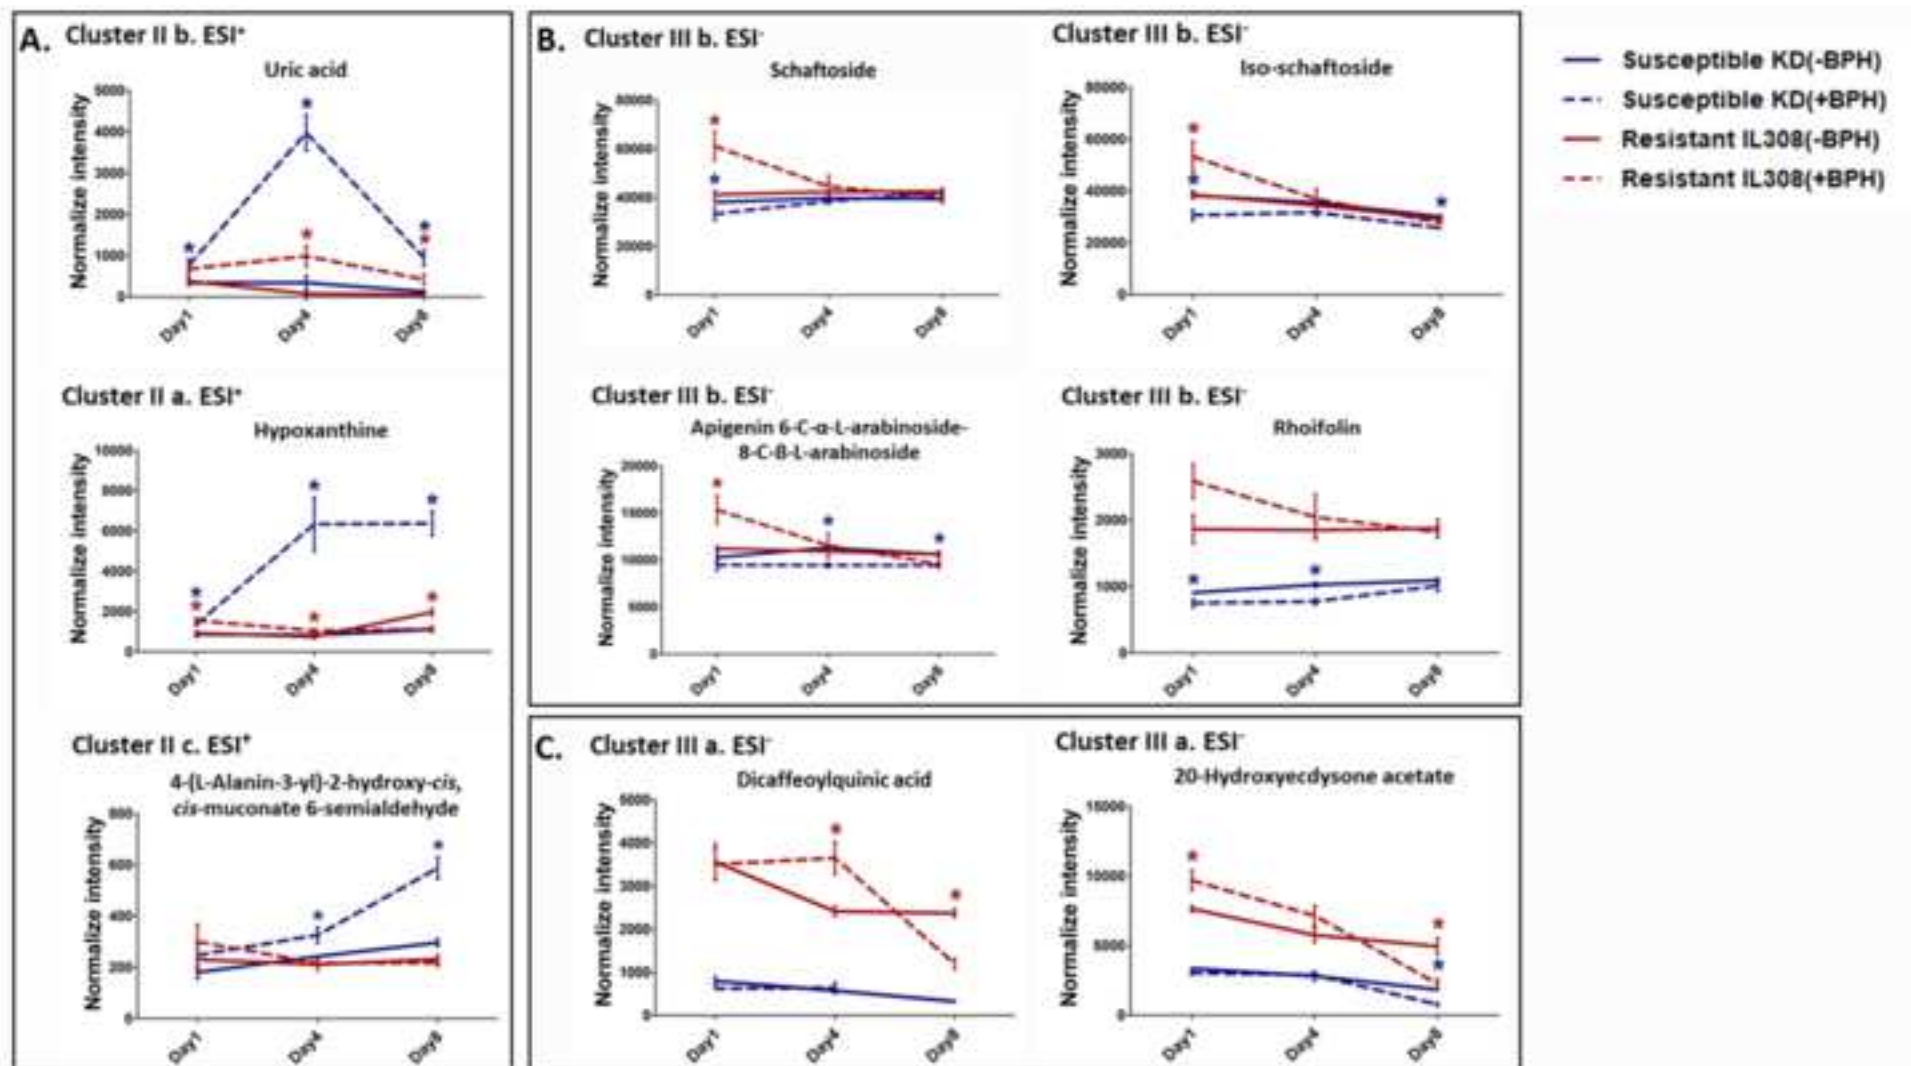 A.
Cluster II b. ESI⁺
Uric acid
Normalize intensity
5000
4000
3000
2000
1000
0
Day1
Day4
Day8
Cluster II a. ESI⁺
Hypoxanthine
Normalize intensity
10000
8000
6000
4000
2000
0
Day1
Day4
Day8
Cluster II c. ESI⁺
4-(L-Alanin-3-yl)-2-hydroxy-cis,
cis-muconate 6-semialdehyde
Normalize intensity
800
600
400
200
0
Day1
Day4
Day8
B.
Cluster III b. ESI⁻
Schaftoside
Normalize intensity
80000
60000
40000
20000
0
Day1
Day4
Day8
Cluster III b. ESI⁻
Iso-schaftoside
Normalize intensity
80000
60000
40000
20000
0
Day1
Day4
Day8
Cluster III b. ESI⁻
Apigenin 6-C-α-L-arabinoside-
8-C-β-L-arabinoside
Normalize intensity
20000
15000
10000
5000
0
Day1
Day4
Day8
Cluster III b. ESI⁻
Rhoifolin
Normalize intensity
3000
2000
1000
0
Day1
Day4
Day8
C.
Cluster III a. ESI⁻
Dicaffeoylquinic acid
Normalize intensity
5000
4000
3000
2000
1000
0
Day1
Day4
Day8
Cluster III a. ESI⁻
20-Hydroxyecdysone acetate
Normalize intensity
15000
10000
5000
0
Day1
Day4
Day8
Susceptible KD(-BPH)
Susceptible KD(+BPH)
Resistant IL308(-BPH)
Resistant IL308(+BPH)